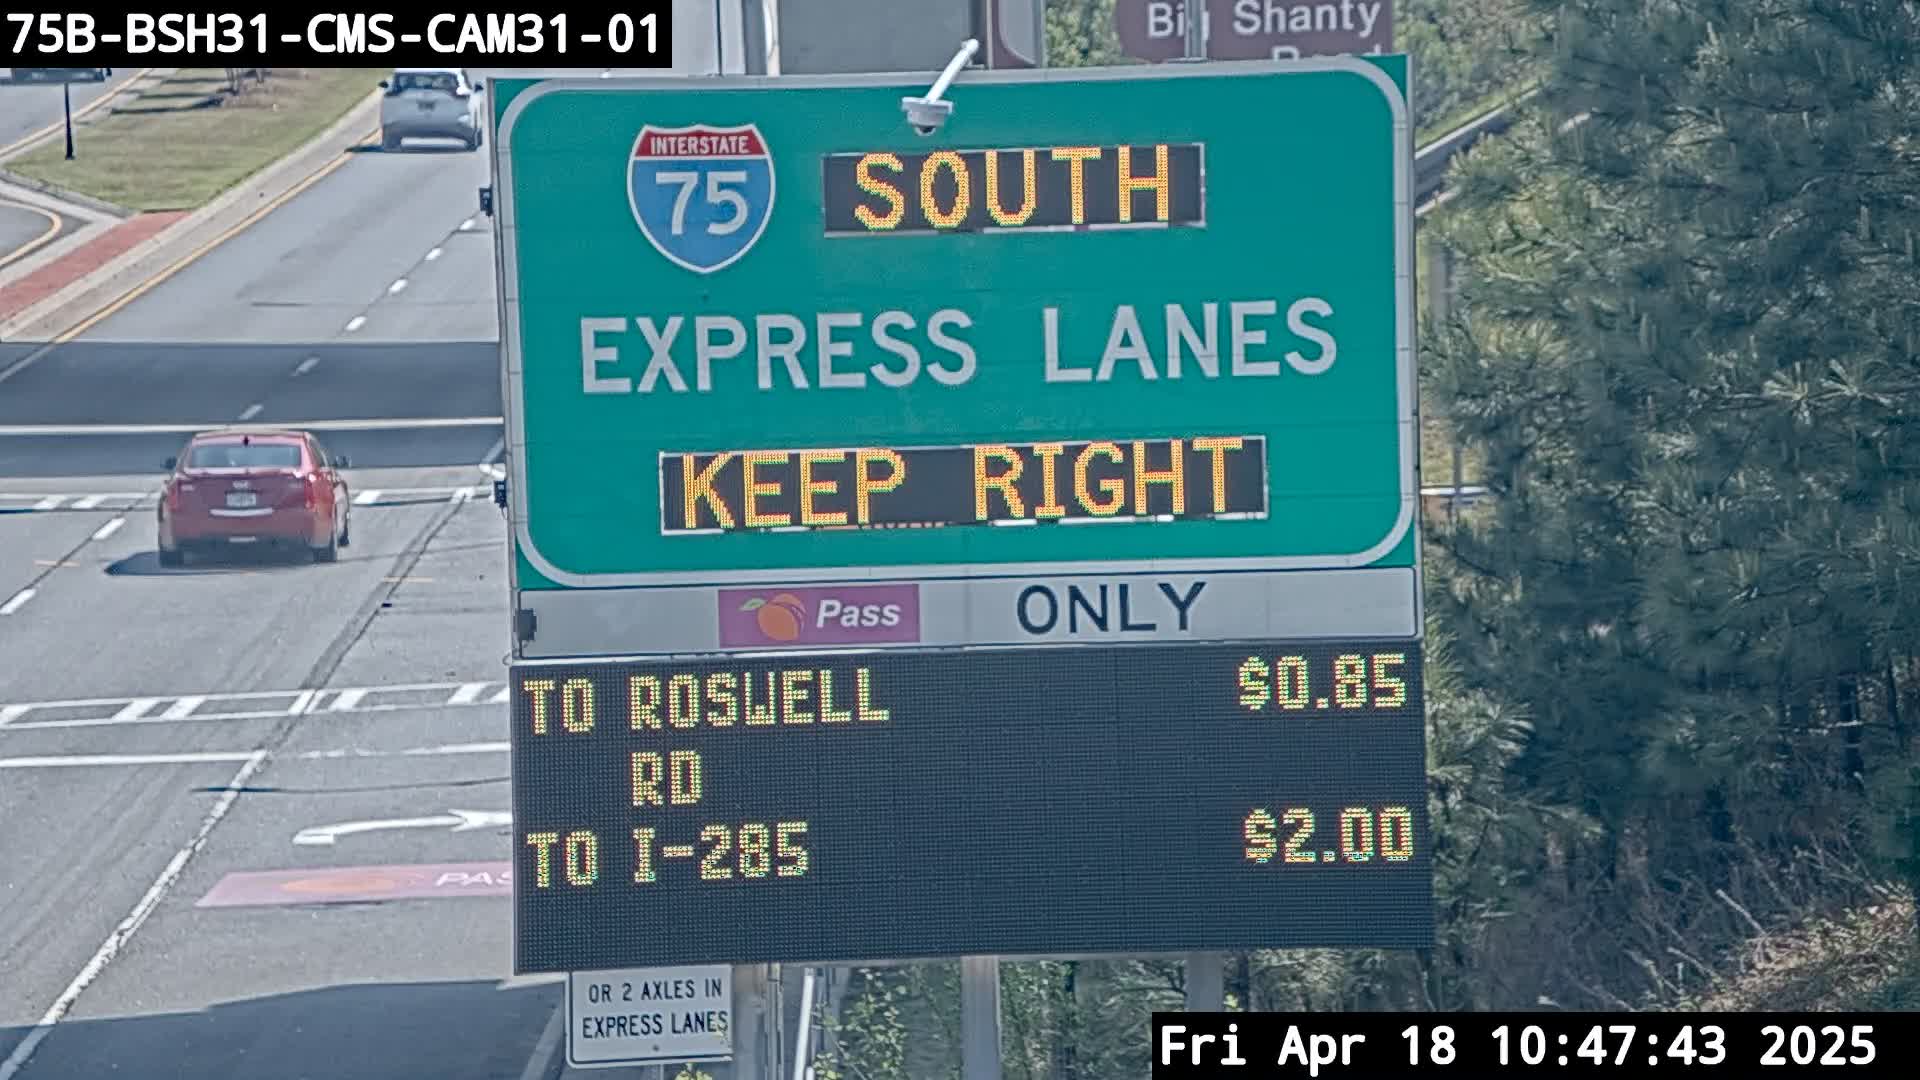 75B-BSH31-CMS-CAM31-01
Big Shanty
Road
INTERSTATE
75
SOUTH
EXPRESS LANES
KEEP RIGHT
Pass ONLY
TO ROSWELL $0.85
RD
TO I-285 $2.00
OR 2 AXLES IN
EXPRESS LANES
Fri Apr 18 10:47:43 2025